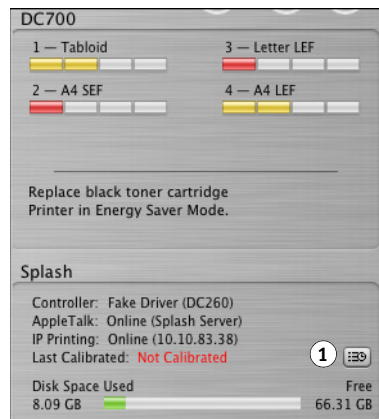 DC700
1 — Tabloid
3 — Letter LEF
2 — A4 SEF
4 — A4 LEF
Replace black toner cartridge
Printer in Energy Saver Mode.
Splash
Controller: Fake Driver (DC260)
AppleTalk: Online (Splash Server)
IP Printing: Online (10.10.83.38)
Last Calibrated: Not Calibrated
1
Disk Space Used
Free
8.09 GB
66.31 GB